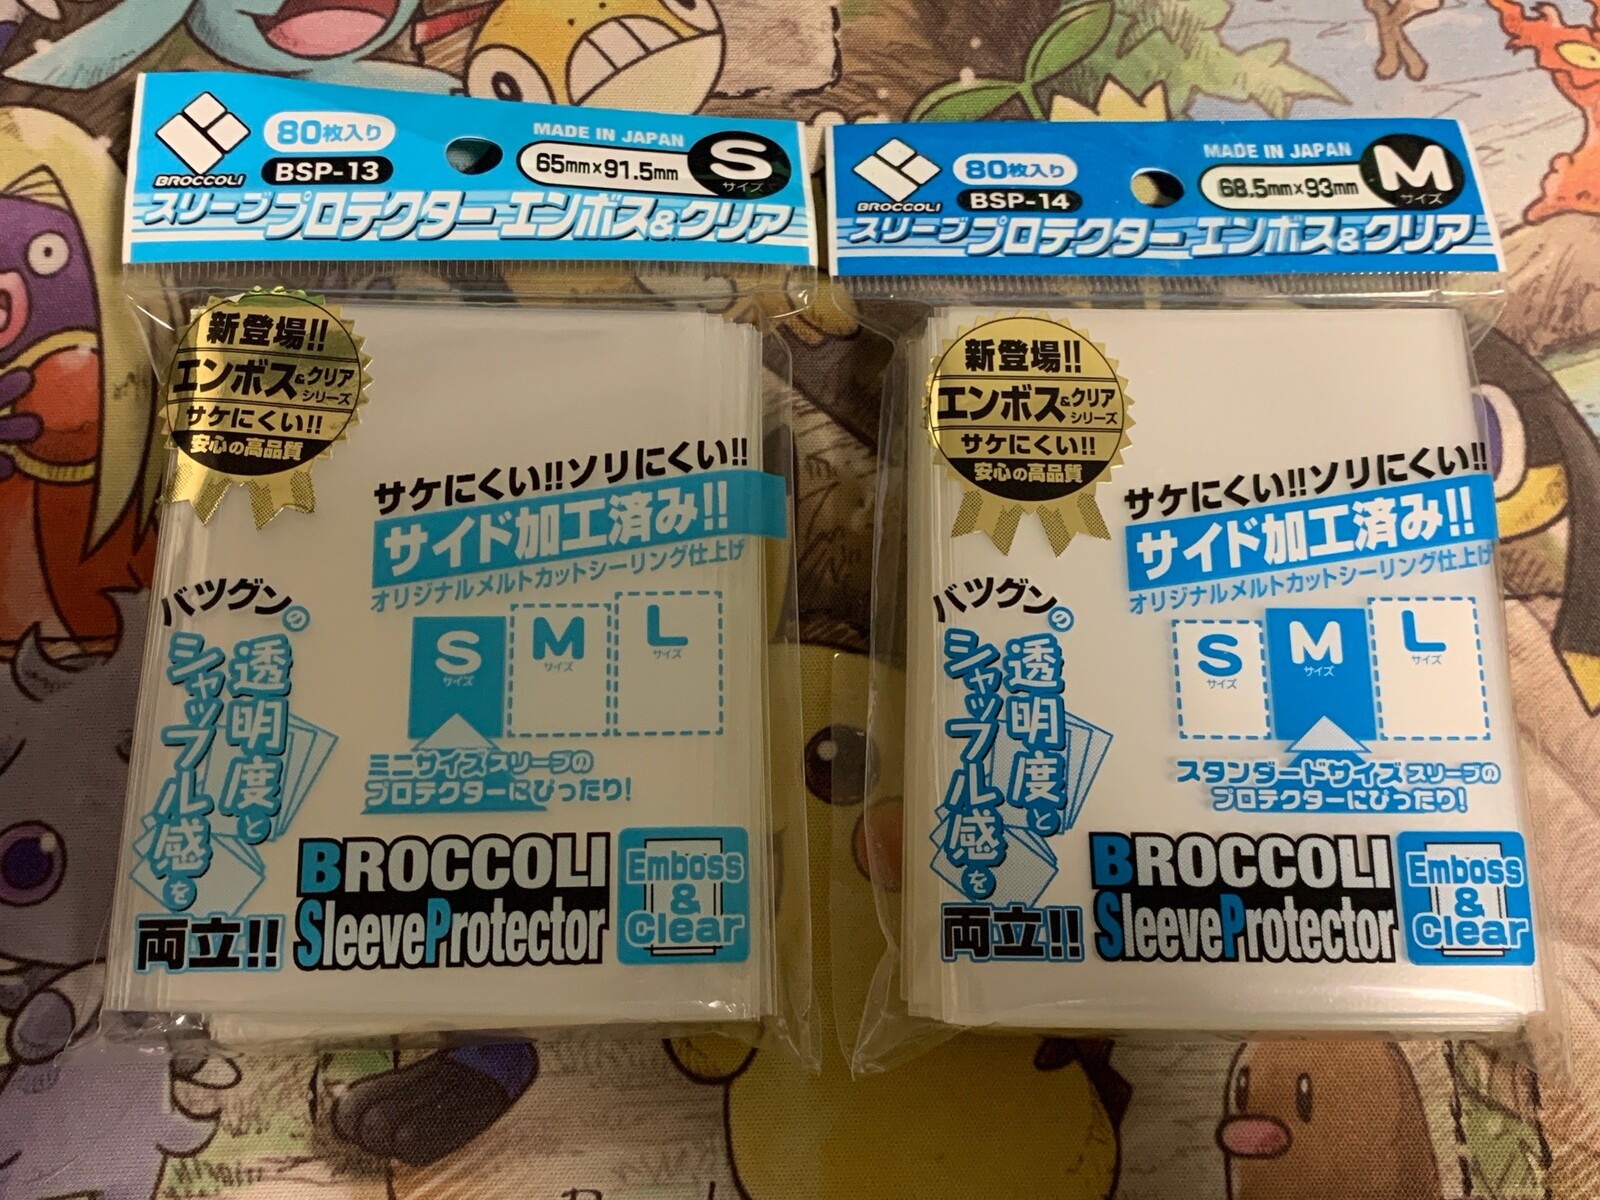 BROCCOLI
80枚入り
BSP-13
MADE IN JAPAN
65mm×91.5mm
S
サイズ
スリーブプロテクター エンボス&クリア
新登場!!
エンボス&クリア
シリーズ
サケにくい!!
安心の高品質
サケにくい!!ソリにくい!!
サイド加工済み!!
オリジナルメルトカットシーリング仕上げ
バツグンの
透明度と
シャッフル感を
両立!!
S
サイズ
M
サイズ
L
サイズ
ミニサイズスリーブの
プロテクターにぴったり!
BROCCOLI
SleeveProtector
Emboss
&
Clear
BROCCOLI
80枚入り
BSP-14
MADE IN JAPAN
68.5mm×93mm
M
サイズ
スリーブプロテクター エンボス&クリア
新登場!!
エンボス&クリア
シリーズ
サケにくい!!
安心の高品質
サケにくい!!ソリにくい!!
サイド加工済み!!
オリジナルメルトカットシーリング仕上げ
バツグンの
透明度と
シャッフル感を
両立!!
S
サイズ
M
サイズ
L
サイズ
スタンダードサイズスリーブの
プロテクターにぴったり!
BROCCOLI
SleeveProtector
Emboss
&
Clear